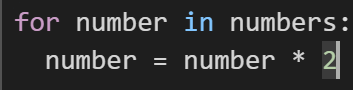 for number in numbers:
  number = number * 2